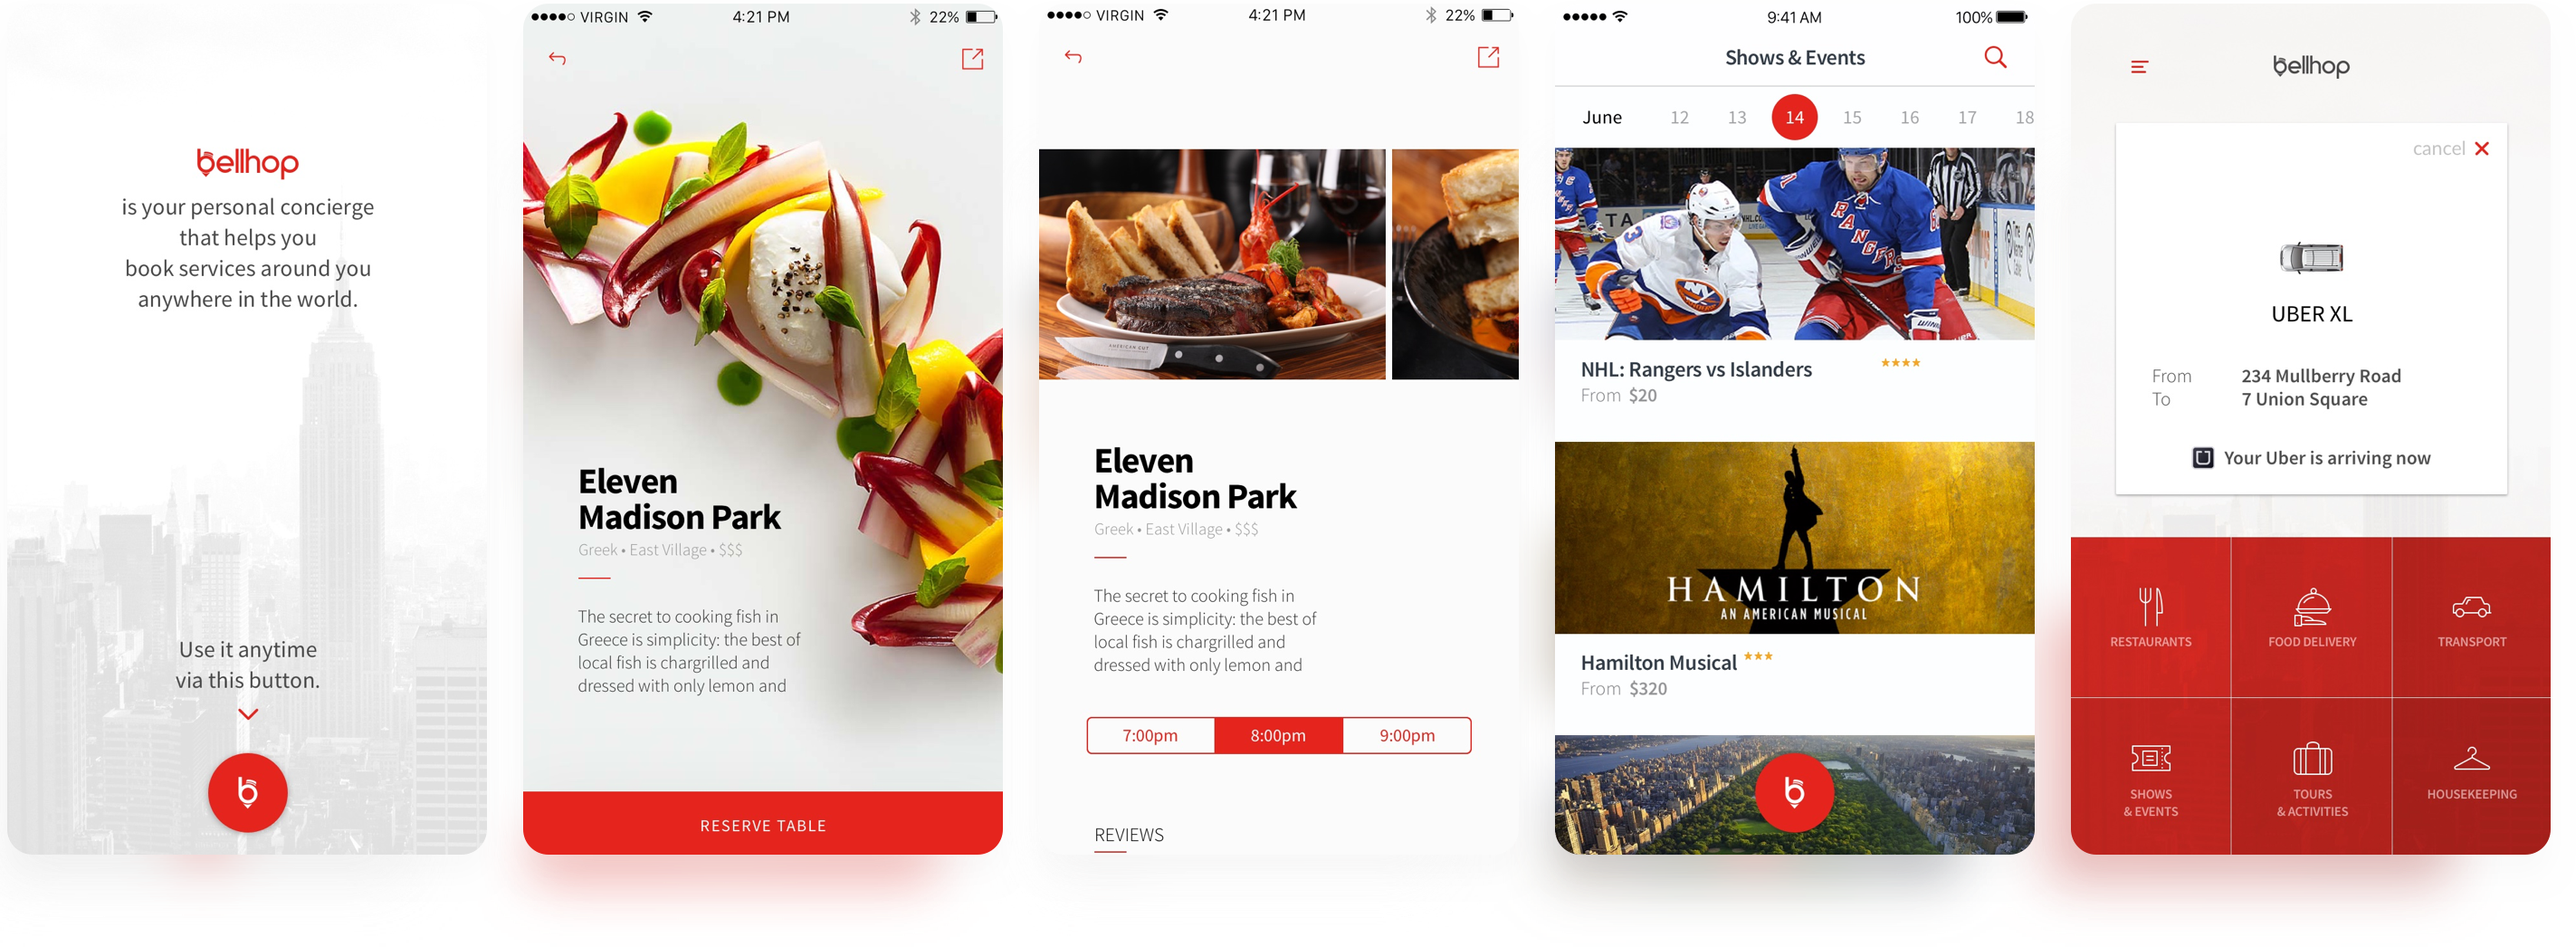 bellhop
is your personal concierge
that helps you
book services around you
anywhere in the world.
Use it anytime
via this button.
b
VIRGIN 4:21 PM 22%
Eleven
Madison Park
Greek • East Village • $$$
The secret to cooking fish in
Greece is simplicity: the best of
local fish is chargrilled and
dressed with only lemon and
RESERVE TABLE
VIRGIN 4:21 PM 22%
AMERICAN CUT
Eleven
Madison Park
Greek • East Village • $$$
The secret to cooking fish in
Greece is simplicity: the best of
local fish is chargrilled and
dressed with only lemon and
7:00pm 8:00pm 9:00pm
REVIEWS
9:41 AM 100%
Shows & Events
June 12 13 14 15 16 17 18
RANGERS
NY
NHL: Rangers vs Islanders
From $20
HAMILTON
AN AMERICAN MUSICAL
Hamilton Musical
From $320
b
bellhop
cancel
UBER XL
From 234 Mullberry Road
To 7 Union Square
Your Uber is arriving now
RESTAURANTS
FOOD DELIVERY
TRANSPORT
SHOWS
& EVENTS
TOURS
& ACTIVITIES
HOUSEKEEPING